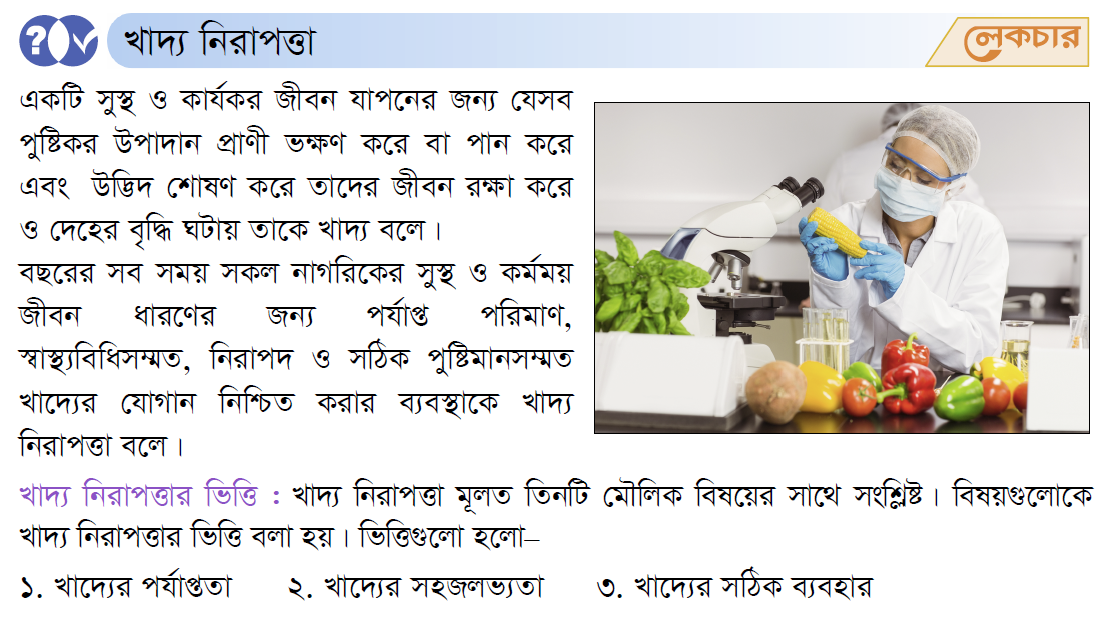 খাদ্য নিরাপত্তা
লেকচার
একটি সুস্থ ও কার্যকর জীবন যাপনের জন্য যেসব
পুষ্টিকর উপাদান প্রাণী ভক্ষণ করে বা পান করে
এবং উদ্ভিদ শোষণ করে তাদের জীবন রক্ষা করে
ও দেহের বৃদ্ধি ঘটায় তাকে খাদ্য বলে।
বছরের সব সময় সকল নাগরিকের সুস্থ ও কর্মময়
জীবন ধারণের জন্য পর্যাপ্ত পরিমাণ,
স্বাস্থ্যবিধিসম্মত, নিরাপদ ও সঠিক পুষ্টিমানসম্মত
খাদ্যের যোগান নিশ্চিত করার ব্যবস্থাকে খাদ্য
নিরাপত্তা বলে।
খাদ্য নিরাপত্তার ভিত্তি : খাদ্য নিরাপত্তা মূলত তিনটি মৌলিক বিষয়ের সাথে সংশ্লিষ্ট। বিষয়গুলোকে
খাদ্য নিরাপত্তার ভিত্তি বলা হয়। ভিত্তিগুলো হলো–
১. খাদ্যের পর্যাপ্ততা ২. খাদ্যের সহজলভ্যতা ৩. খাদ্যের সঠিক ব্যবহার